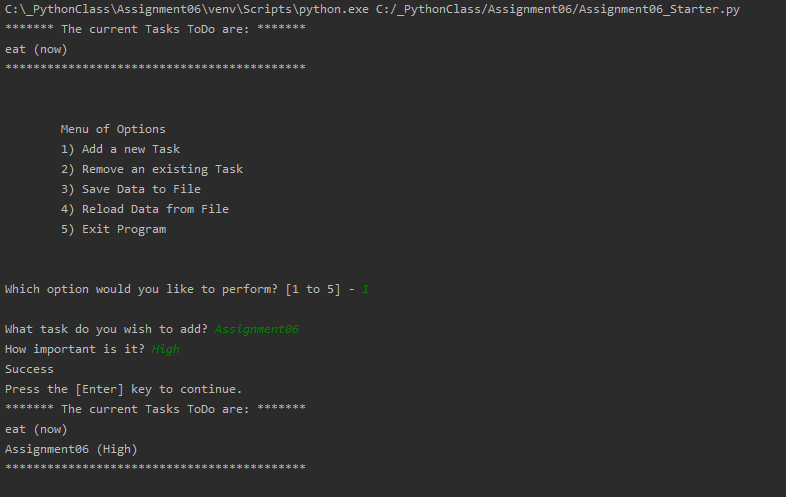 C:\_PythonClass\Assignment06\venv\Scripts\python.exe C:/_PythonClass/Assignment06/Assignment06_Starter.py
******* The current Tasks ToDo are: *******
eat (now)
*******************************************
Menu of Options
1) Add a new Task
2) Remove an existing Task
3) Save Data to File
4) Reload Data from File
5) Exit Program
Which option would you like to perform? [1 to 5] - 1
What task do you wish to add? Assignment06
How important is it? High
Success
Press the [Enter] key to continue.
******* The current Tasks ToDo are: *******
eat (now)
Assignment06 (High)
*******************************************